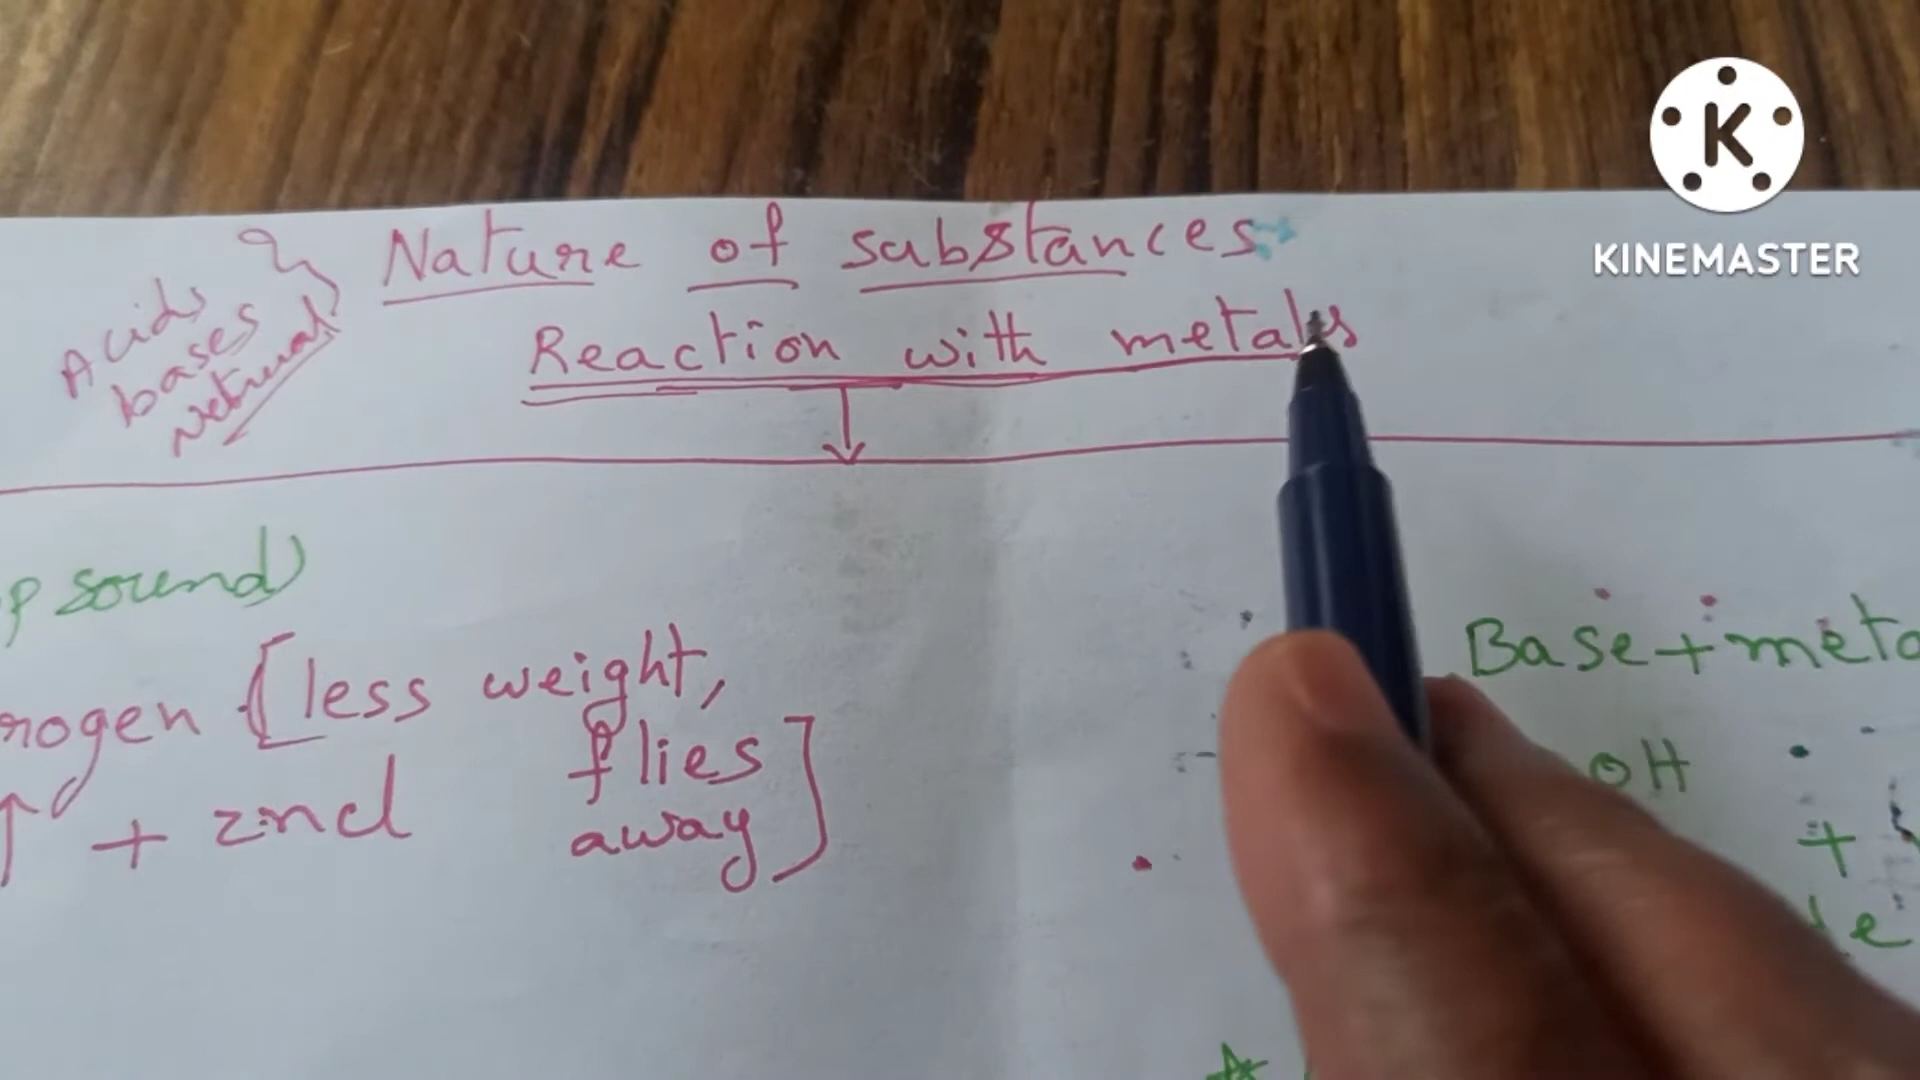 Nature of substances
Acids
bases
netrual
Reaction with metals
P sound
rogen [less weight,
flies
away]
↑ + zncl
Base + meta
OH
+
KINEMASTER